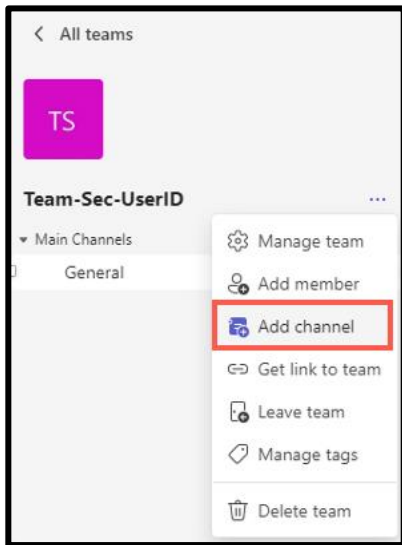 All teams
TS
Team-Sec-UserID
Main Channels
General
Manage team
Add member
Add channel
Get link to team
Leave team
Manage tags
Delete team